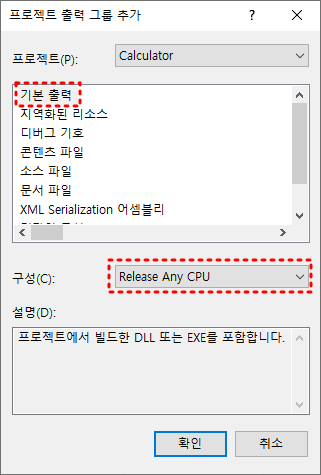 프로젝트 출력 그룹 추가
프로젝트(P):
Calculator
기본 출력
지역화된 리소스
디버그 기호
콘텐츠 파일
소스 파일
문서 파일
XML Serialization 어셈블리
구성(C):
Release Any CPU
설명(D):
프로젝트에서 빌드한 DLL 또는 EXE를 포함합니다.
확인
취소